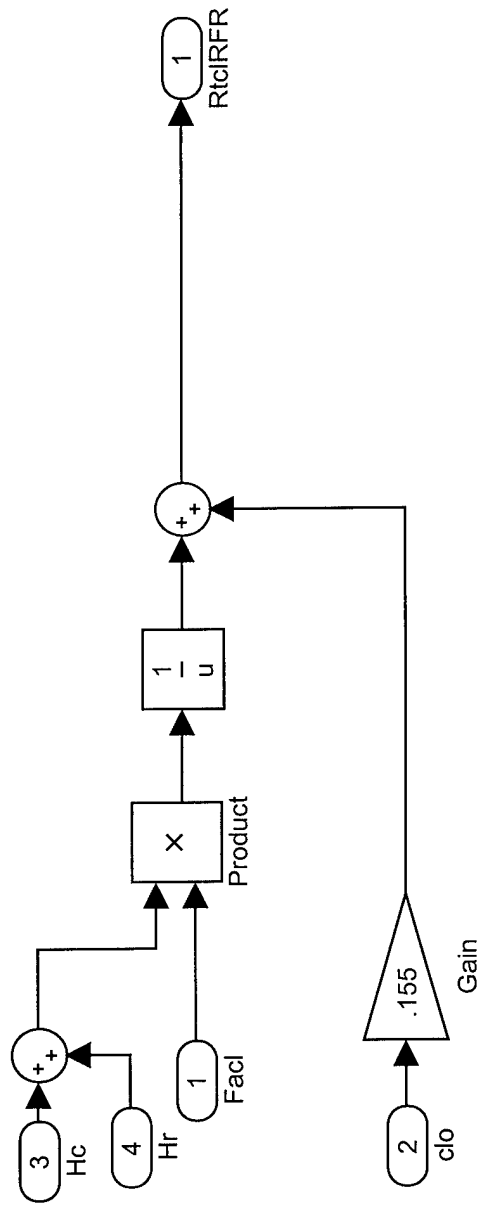 3
Hc
4
Hr
+
+
1
Facl
×
Product
1
u
+
+
1
RtclRFR
2
clo
.155
Gain